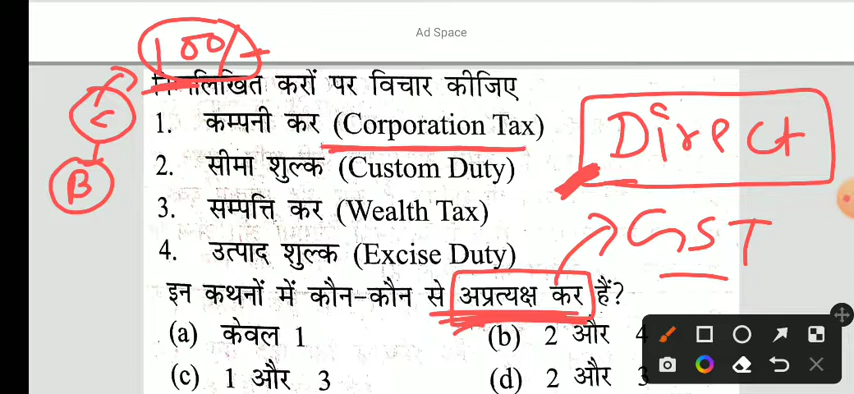 Ad Space
100/-
निम्नलिखित करों पर विचार कीजिए
C
1. कम्पनी कर (Corporation Tax)
Direct
2. सीमा शुल्क (Custom Duty)
B
3. सम्पत्ति कर (Wealth Tax)
GST
4. उत्पाद शुल्क (Excise Duty)
इन कथनों में कौन-कौन से अप्रत्यक्ष कर हैं?
(a) केवल 1 (b) 2 और 4
(c) 1 और 3 (d) 2 और 3